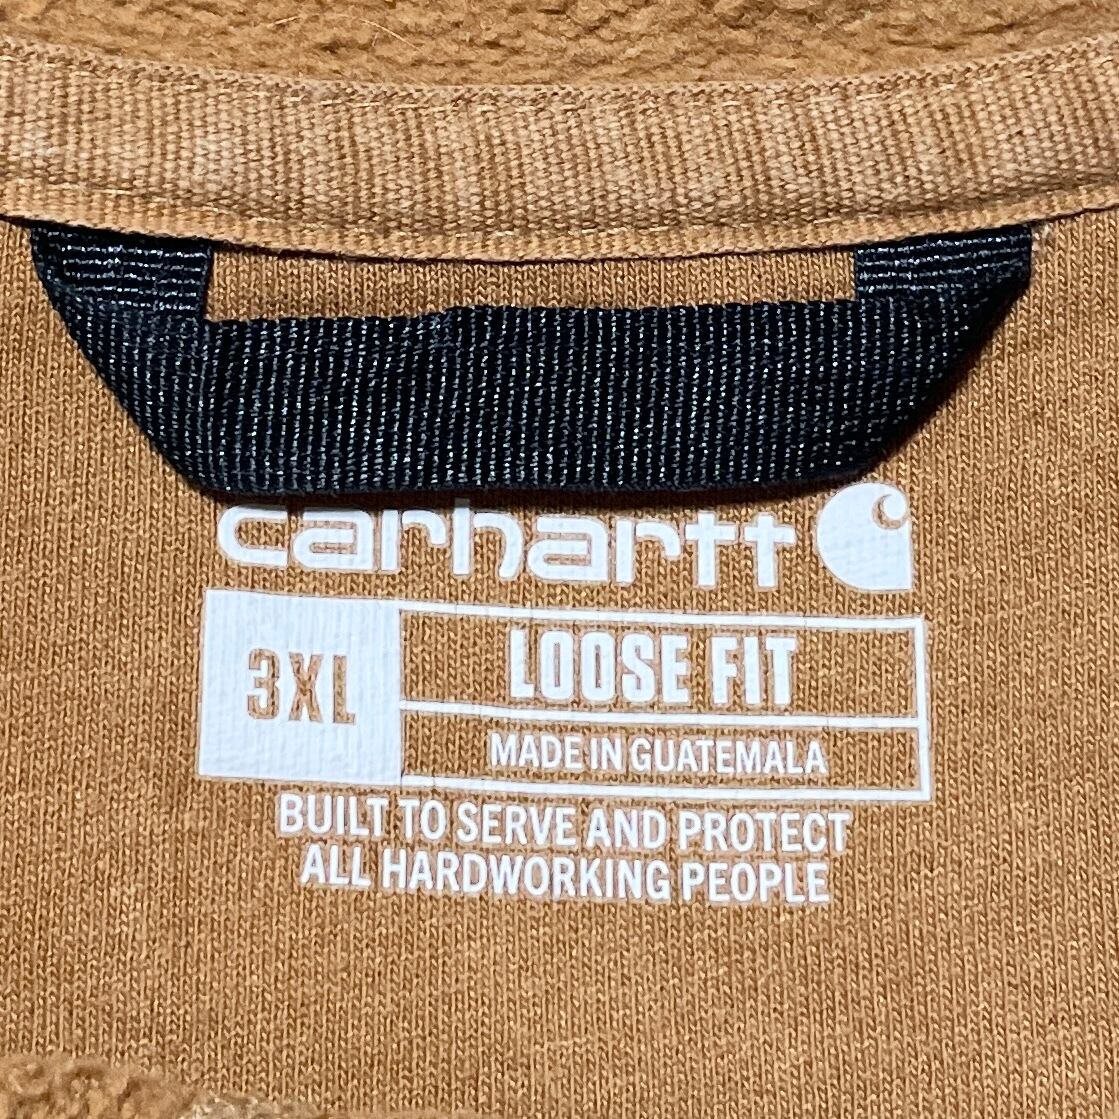 carhartt
3XL
LOOSE FIT
MADE IN GUATEMALA
BUILT TO SERVE AND PROTECT
ALL HARDWORKING PEOPLE